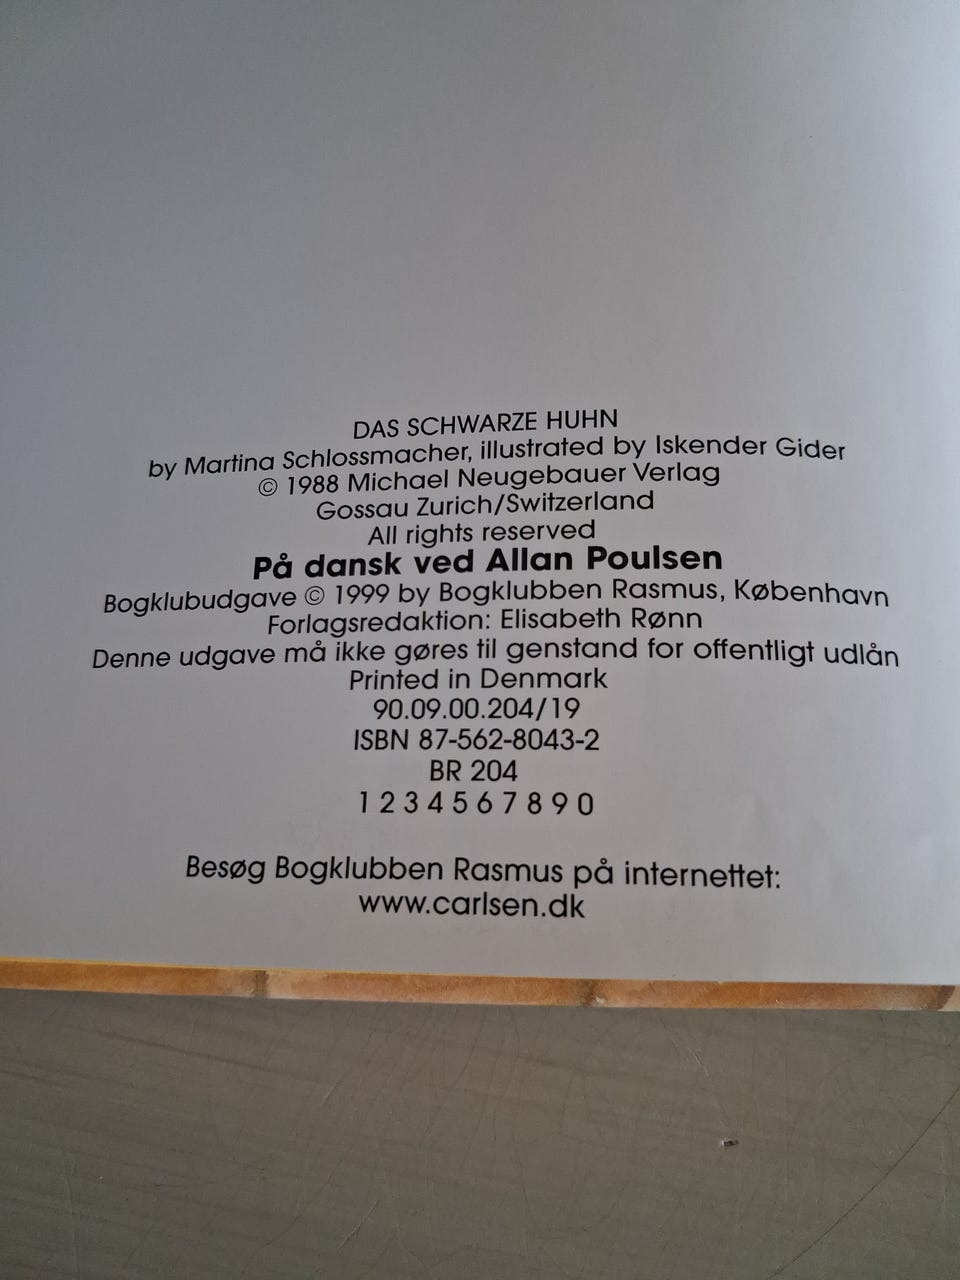 DAS SCHWARZE HUHN
by Martina Schlossmacher, illustrated by Iskender Gider
© 1988 Michael Neugebauer Verlag
Gossau Zurich/Switzerland
All rights reserved
På dansk ved Allan Poulsen
Bogklubudgave © 1999 by Bogklubben Rasmus, København
Forlagsredaktion: Elisabeth Rønn
Denne udgave må ikke gøres til genstand for offentligt udlån
Printed in Denmark
90.09.00.204/19
ISBN 87-562-8043-2
BR 204
1 2 3 4 5 6 7 8 9 0
Besøg Bogklubben Rasmus på internettet:
www.carlsen.dk